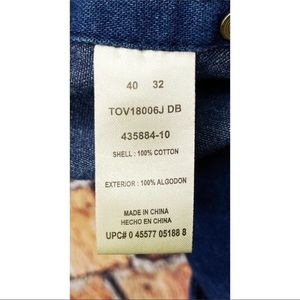 40 32
TOV18006J DB
435884-10
SHELL : 100% COTTON
EXTERIOR : 100% ALGODON
MADE IN CHINA
HECHO EN CHINA
UPC# 0 45577 05188 8